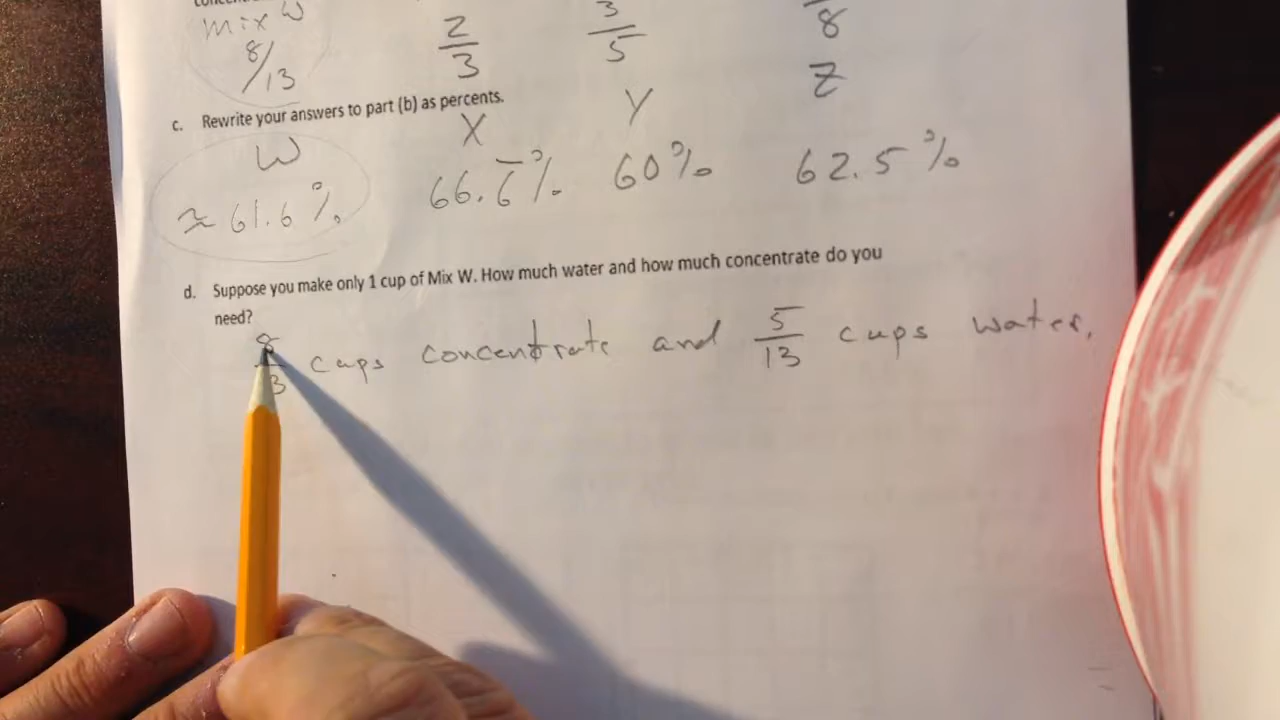 Mix W
8/13
2/3
3/5
8
Z
c. Rewrite your answers to part (b) as percents.
W X Y
≈ 61.6% 66.6̅% 60% 62.5%
d. Suppose you make only 1 cup of Mix W. How much water and how much concentrate do you
need?
cups concentrate and 5/13 cups water.